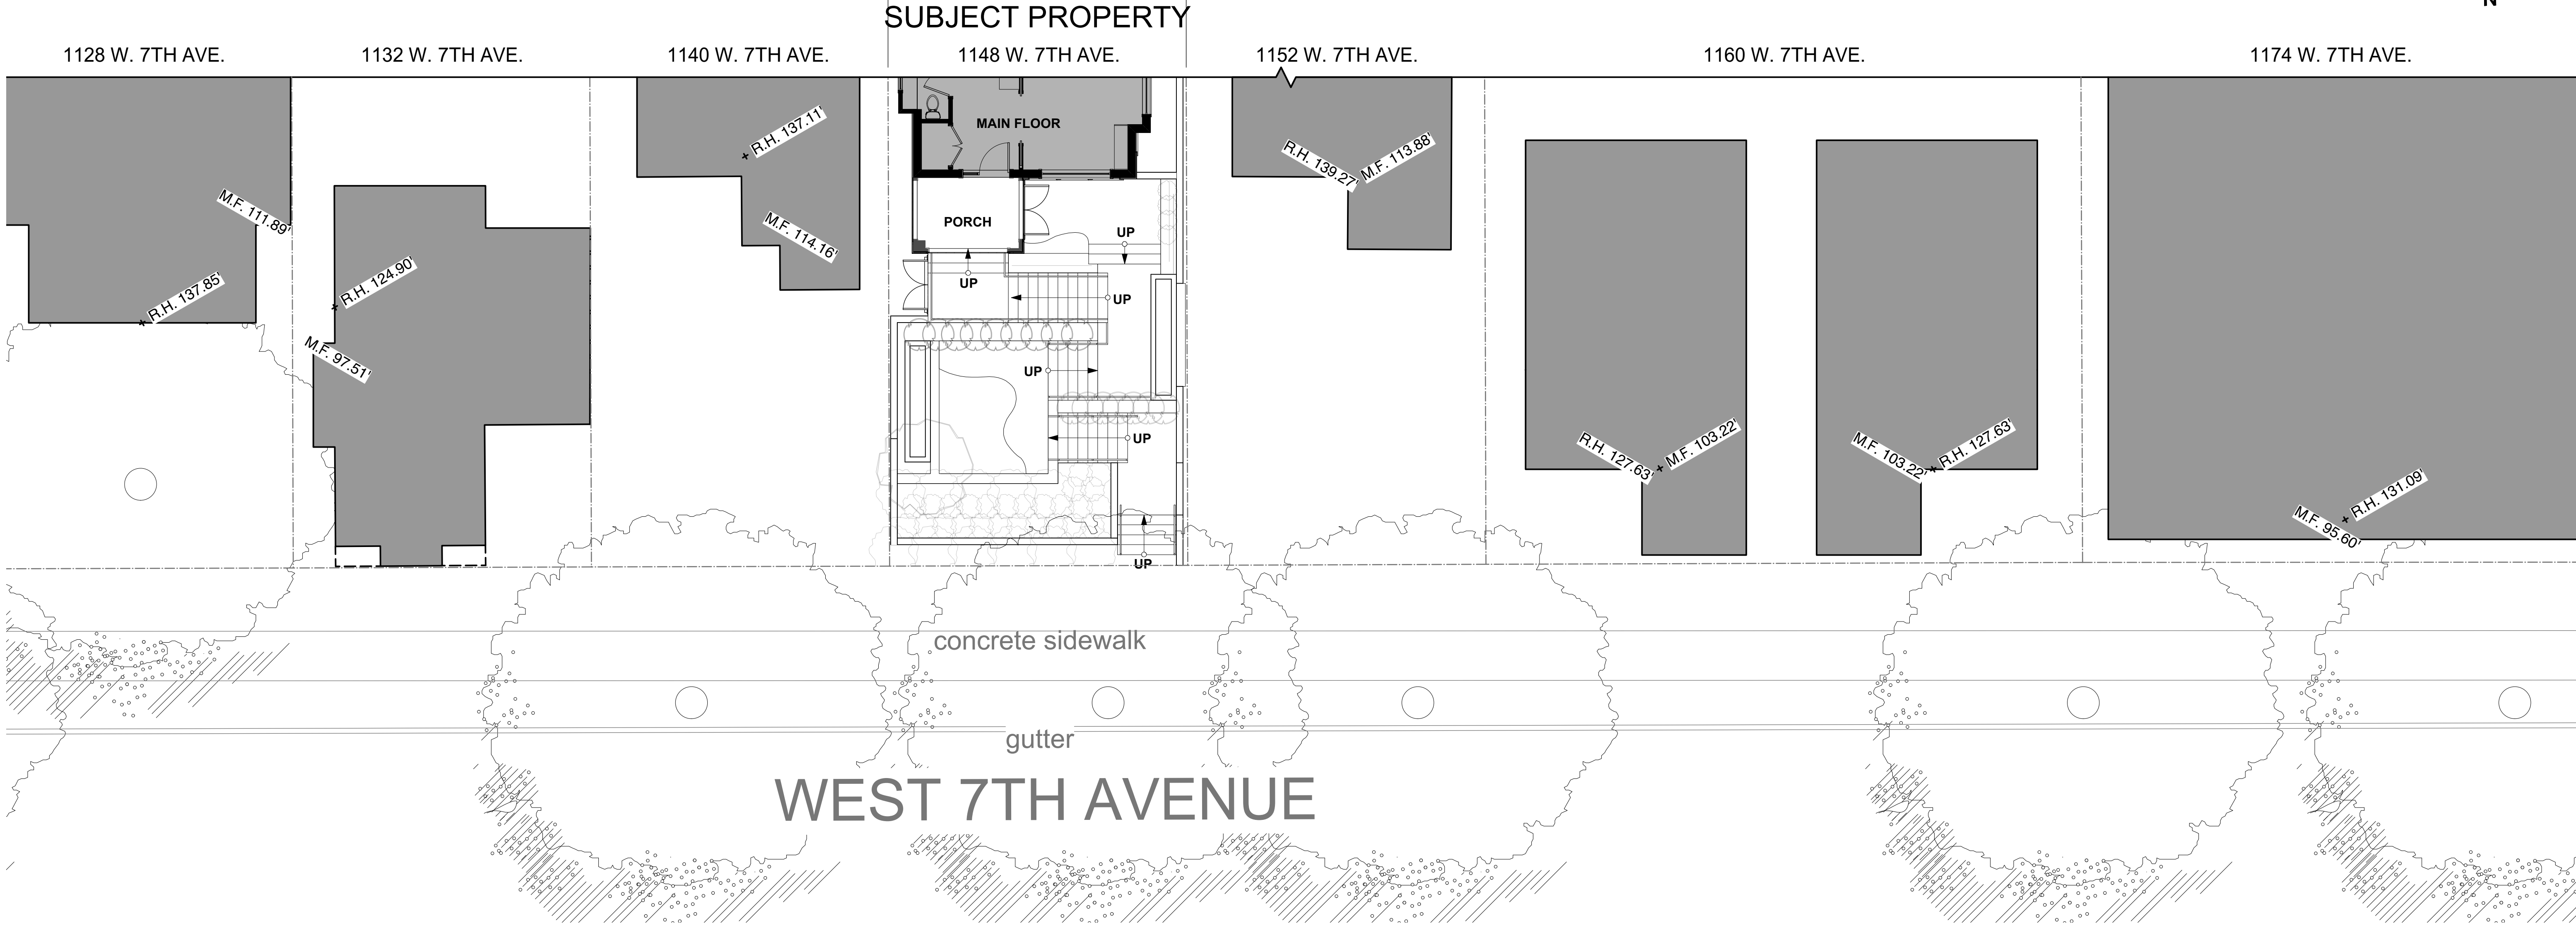 SUBJECT PROPERTY
N
1128 W. 7TH AVE.
1132 W. 7TH AVE.
1140 W. 7TH AVE.
1148 W. 7TH AVE.
1152 W. 7TH AVE.
1160 W. 7TH AVE.
1174 W. 7TH AVE.
M.F. 111.89'
R.H. 137.85'
R.H. 124.90'
M.F. 97.51'
R.H. 137.11'
M.F. 114.16'
MAIN FLOOR
PORCH
UP
UP
UP
UP
UP
UP
R.H. 139.27'
M.F. 113.88'
R.H. 127.63'
M.F. 103.22'
M.F. 103.22'
R.H. 127.63'
R.H. 131.09'
M.F. 95.60'
concrete sidewalk
gutter
WEST 7TH AVENUE